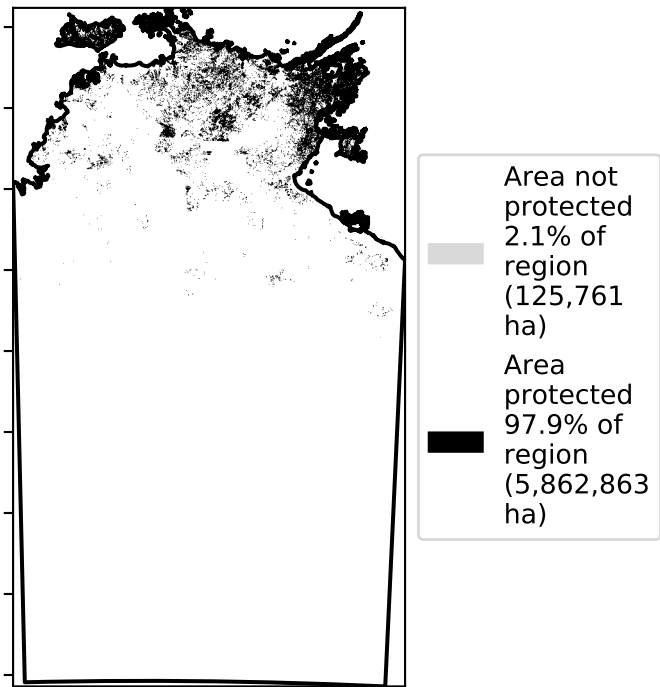 Area not
protected
2.1% of
region
(125,761
ha)
Area
protected
97.9% of
region
(5,862,863
ha)